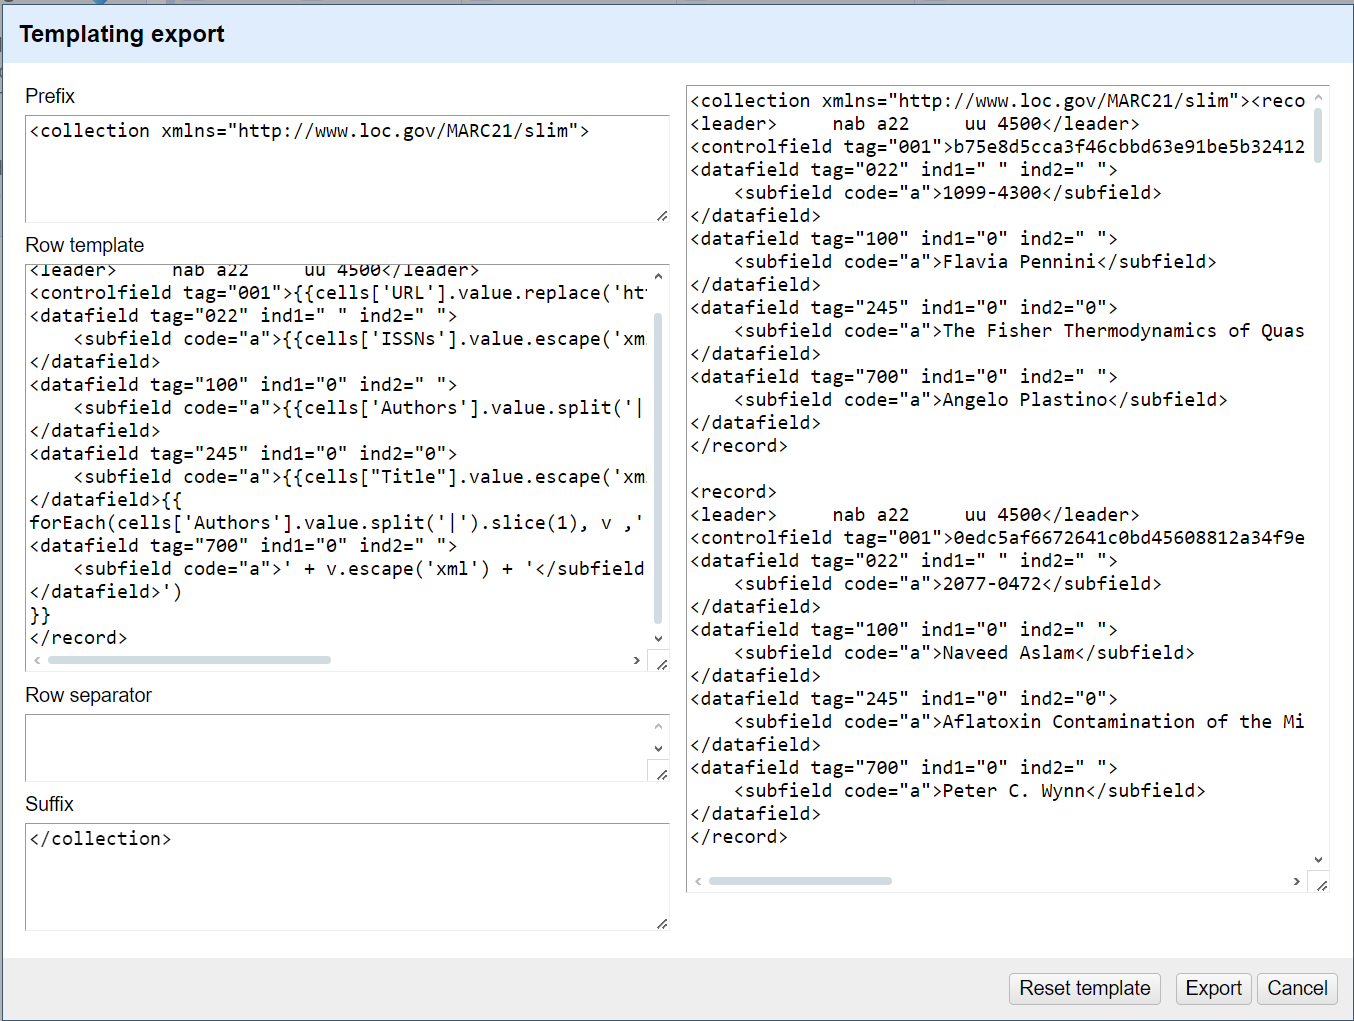 Templating export
Prefix
<collection xmlns="http://www.loc.gov/MARC21/slim">
Row template
<leader>     nab a22     uu 4500</leader>
<controlfield tag="001">{{cells['URL'].value.replace('htt
<datafield tag="022" ind1=" " ind2=" ">
    <subfield code="a">{{cells['ISSNs'].value.escape('xml
</datafield>
<datafield tag="100" ind1="0" ind2=" ">
    <subfield code="a">{{cells['Authors'].value.split('|
</datafield>
<datafield tag="245" ind1="0" ind2="0">
    <subfield code="a">{{cells["Title"].value.escape('xml
</datafield>{{
forEach(cells['Authors'].value.split('|').slice(1), v ,'
<datafield tag="700" ind1="0" ind2=" ">
    <subfield code="a">' + v.escape('xml') + '</subfield
</datafield>')
}}
</record>
Row separator
Suffix
</collection>
<collection xmlns="http://www.loc.gov/MARC21/slim"><reco
<leader>     nab a22     uu 4500</leader>
<controlfield tag="001">b75e8d5cca3f46cbbd63e91be5b32412
<datafield tag="022" ind1=" " ind2=" ">
    <subfield code="a">1099-4300</subfield>
</datafield>
<datafield tag="100" ind1="0" ind2=" ">
    <subfield code="a">Flavia Pennini</subfield>
</datafield>
<datafield tag="245" ind1="0" ind2="0">
    <subfield code="a">The Fisher Thermodynamics of Quas
</datafield>
<datafield tag="700" ind1="0" ind2=" ">
    <subfield code="a">Angelo Plastino</subfield>
</datafield>
</record>
<record>
<leader>     nab a22     uu 4500</leader>
<controlfield tag="001">0edc5af6672641c0bd45608812a34f9e
<datafield tag="022" ind1=" " ind2=" ">
    <subfield code="a">2077-0472</subfield>
</datafield>
<datafield tag="100" ind1="0" ind2=" ">
    <subfield code="a">Naveed Aslam</subfield>
</datafield>
<datafield tag="245" ind1="0" ind2="0">
    <subfield code="a">Aflatoxin Contamination of the Mi
</datafield>
<datafield tag="700" ind1="0" ind2=" ">
    <subfield code="a">Peter C. Wynn</subfield>
</datafield>
</record>
Reset template
Export
Cancel